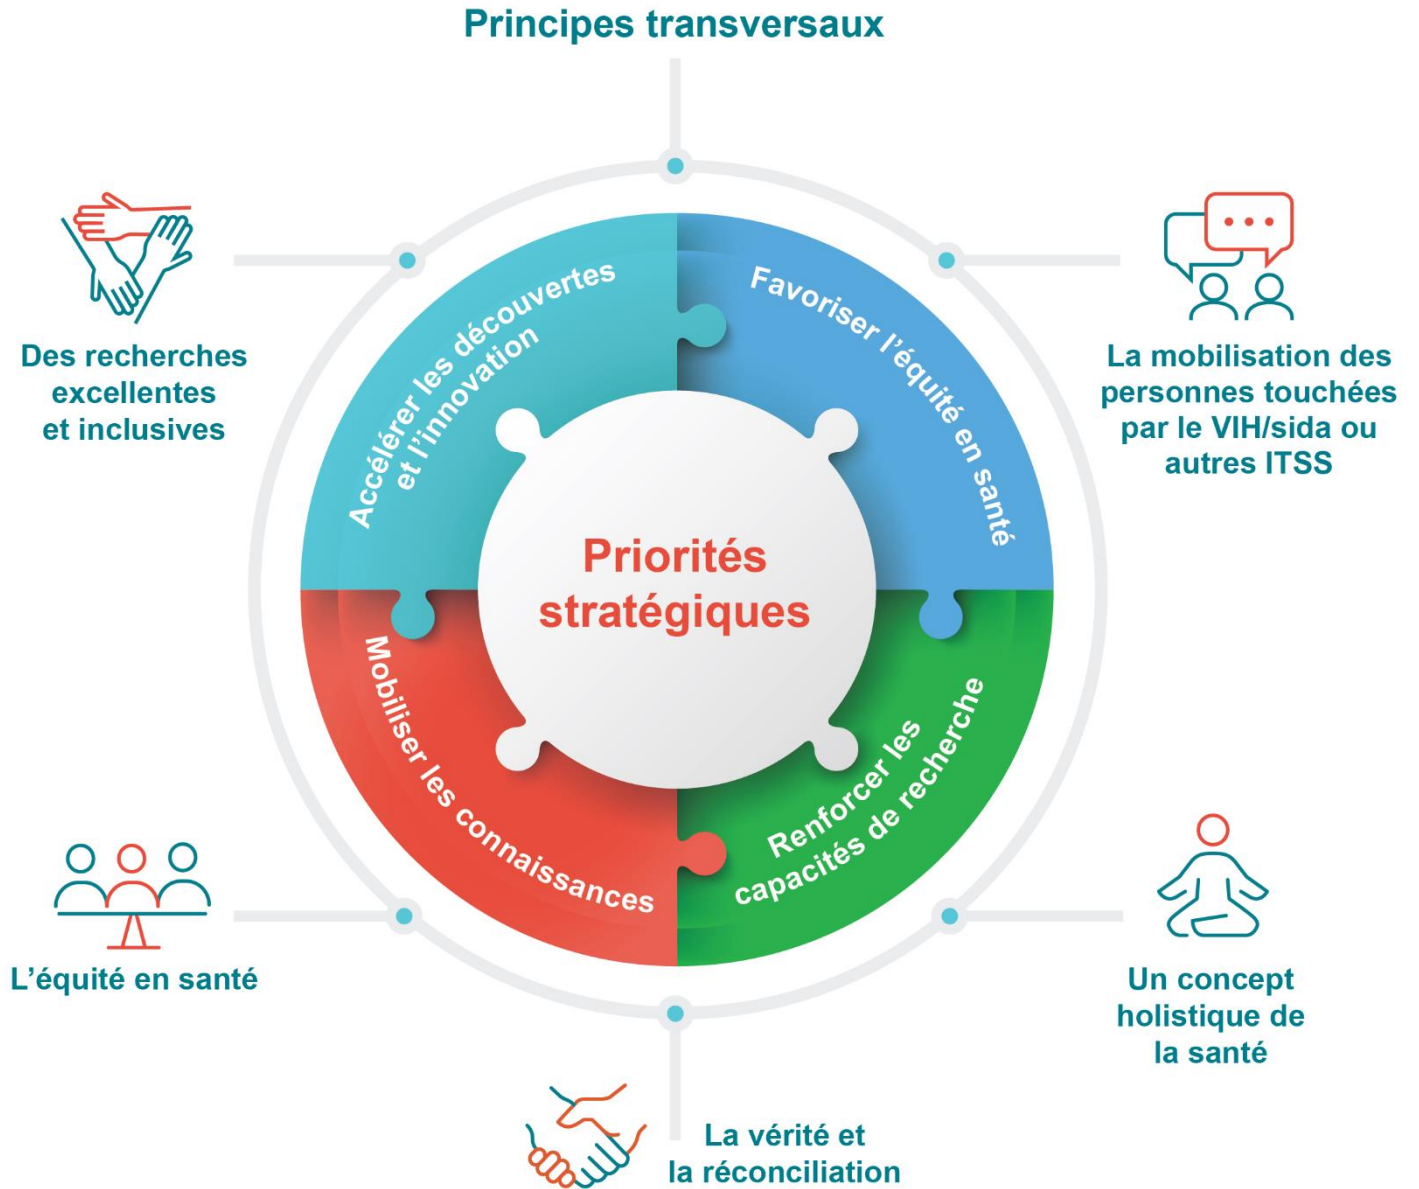 Principes transversaux
Des recherches
excellentes
et inclusives
La mobilisation des
personnes touchées
par le VIH/sida ou
autres ITSS
Accélérer les découvertes
et l'innovation
Favoriser l'équité en santé
Priorités
stratégiques
Mobiliser les connaissances
Renforcer les
capacités de recherche
L'équité en santé
Un concept
holistique de
la santé
La vérité et
la réconciliation